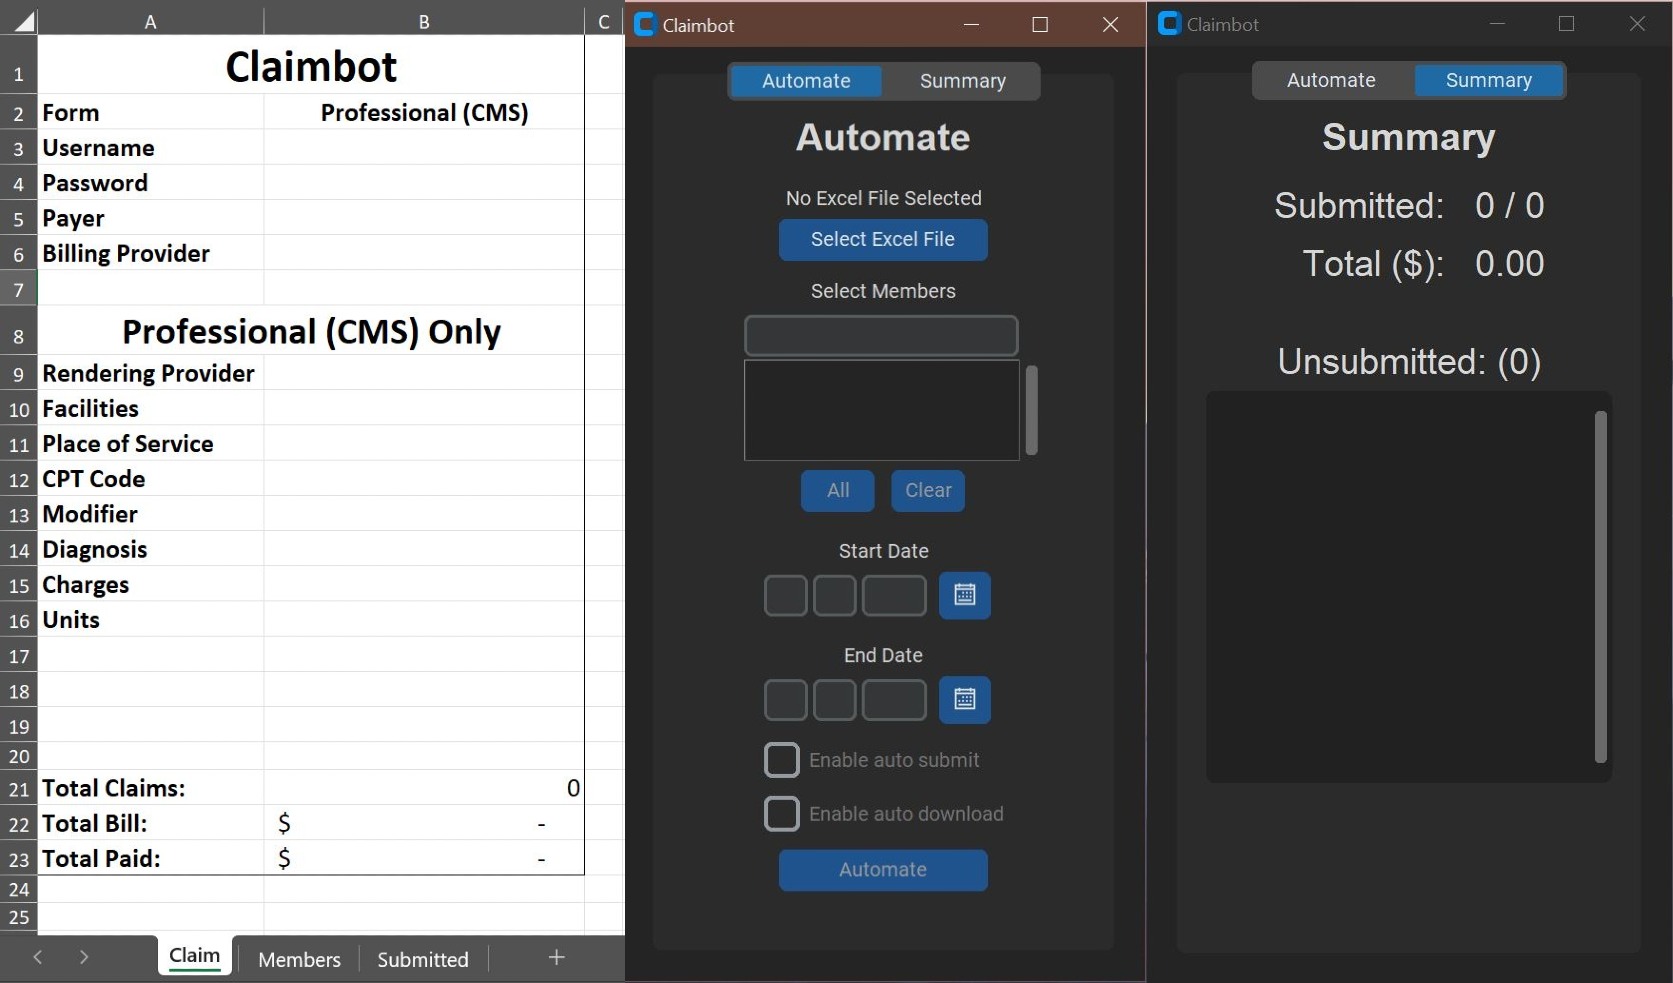 A B C
1 Claimbot
2 Form Professional (CMS)
3 Username
4 Password
5 Payer
6 Billing Provider
7
8 Professional (CMS) Only
9 Rendering Provider
10 Facilities
11 Place of Service
12 CPT Code
13 Modifier
14 Diagnosis
15 Charges
16 Units
17
18
19
20
21 Total Claims: 0
22 Total Bill: $ -
23 Total Paid: $ -
24
25
Claim Members Submitted +
Claimbot
Automate Summary
Automate
No Excel File Selected
Select Excel File
Select Members
All Clear
Start Date
End Date
Enable auto submit
Enable auto download
Automate
Claimbot
Automate Summary
Summary
Submitted: 0 / 0
Total ($): 0.00
Unsubmitted: (0)